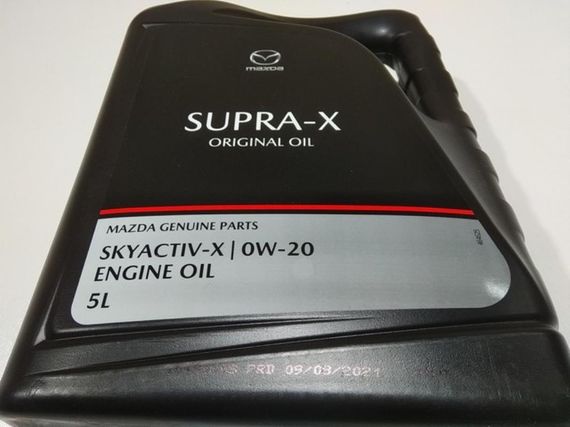 mazda
SUPRA-X
ORIGINAL OIL
MAZDA GENUINE PARTS
SKYACTIV-X | 0W-20
ENGINE OIL
5L
PRD 09/03/2021